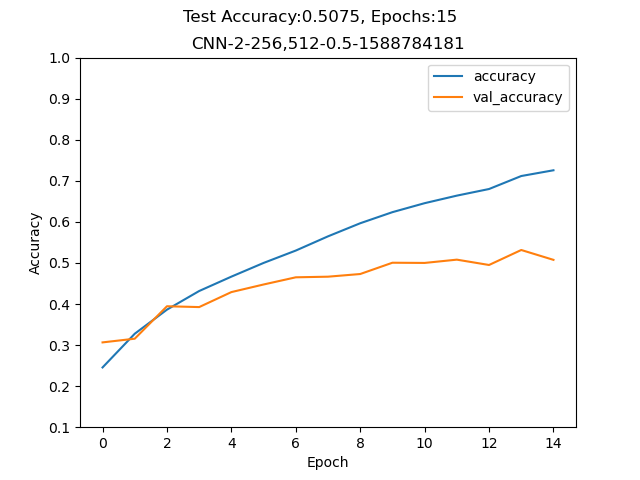 Test Accuracy:0.5075, Epochs:15
CNN-2-256,512-0.5-1588784181
accuracy
val_accuracy
1.0
0.9
0.8
0.7
0.6
0.5
0.4
0.3
0.2
0.1
Accuracy
0 2 4 6 8 10 12 14
Epoch